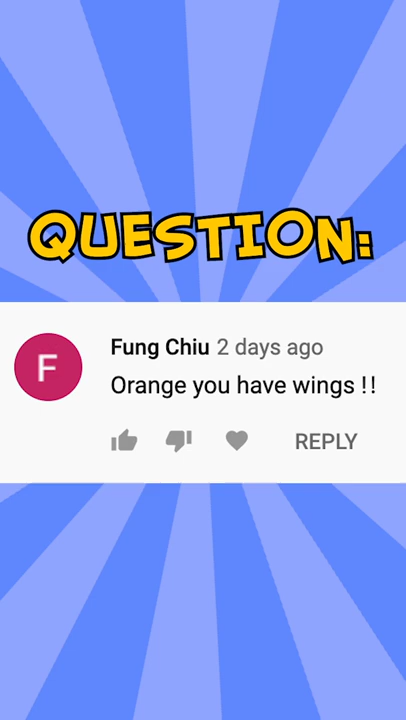 QUESTION:
F
Fung Chiu 2 days ago
Orange you have wings !!
REPLY